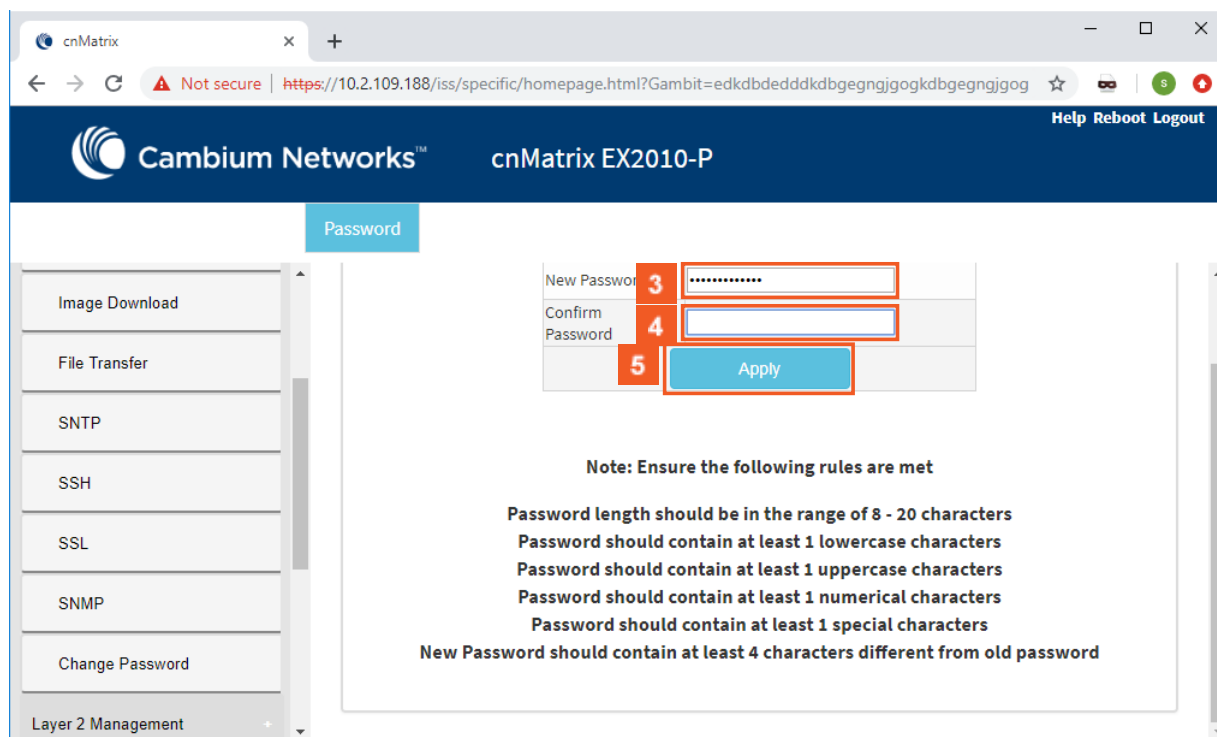 cnMatrix
Not secure | https://10.2.109.188/iss/specific/homepage.html?Gambit=edkdbdedddkdbgegngjgogkdbgegngjgog
S
Help Reboot Logout
Cambium Networks™
cnMatrix EX2010-P
Password
Image Download
File Transfer
SNTP
SSH
SSL
SNMP
Change Password
Layer 2 Management +
New Passwor 3 •••••••••••••
Confirm
Password 4
5 Apply
Note: Ensure the following rules are met
Password length should be in the range of 8 - 20 characters
Password should contain at least 1 lowercase characters
Password should contain at least 1 uppercase characters
Password should contain at least 1 numerical characters
Password should contain at least 1 special characters
New Password should contain at least 4 characters different from old password